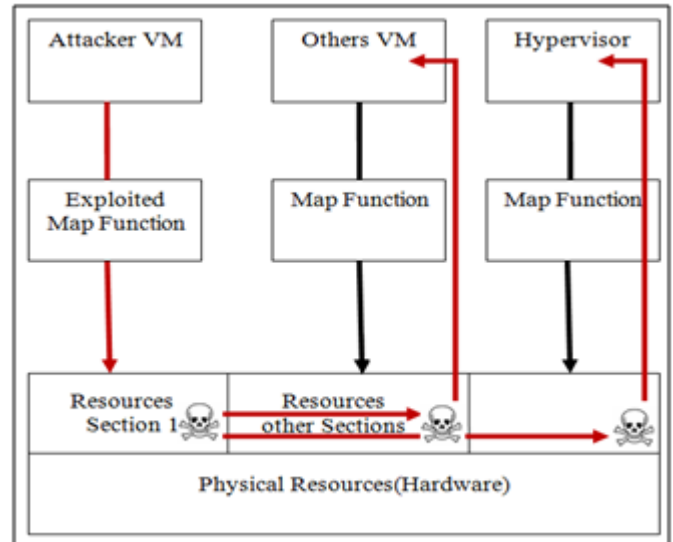 Attacker VM
Others VM
Hypervisor
Exploited
Map Function
Map Function
Map Function
Resources
Section 1
Resources
other Sections
Physical Resources(Hardware)